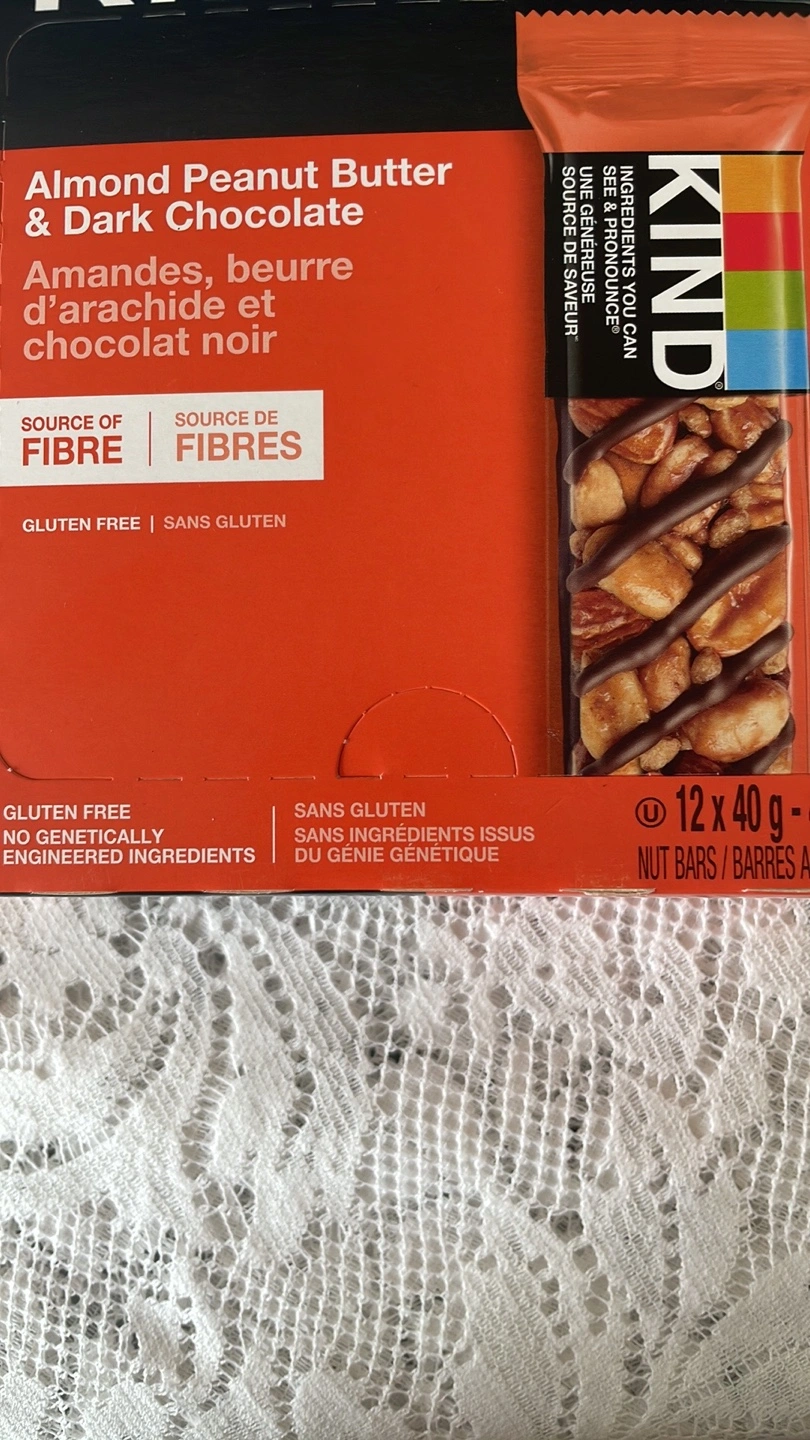 Almond Peanut Butter
& Dark Chocolate
Amandes, beurre
d'arachide et
chocolat noir
SOURCE OF
FIBRE
SOURCE DE
FIBRES
GLUTEN FREE | SANS GLUTEN
KIND®
INGREDIENTS YOU CAN
SEE & PRONOUNCE®
UNE GÉNÉREUSE
SOURCE DE SAVEUR™
GLUTEN FREE
NO GENETICALLY
ENGINEERED INGREDIENTS
SANS GLUTEN
SANS INGRÉDIENTS ISSUS
DU GÉNIE GÉNÉTIQUE
U 12 x 40 g -
NUT BARS / BARRES A